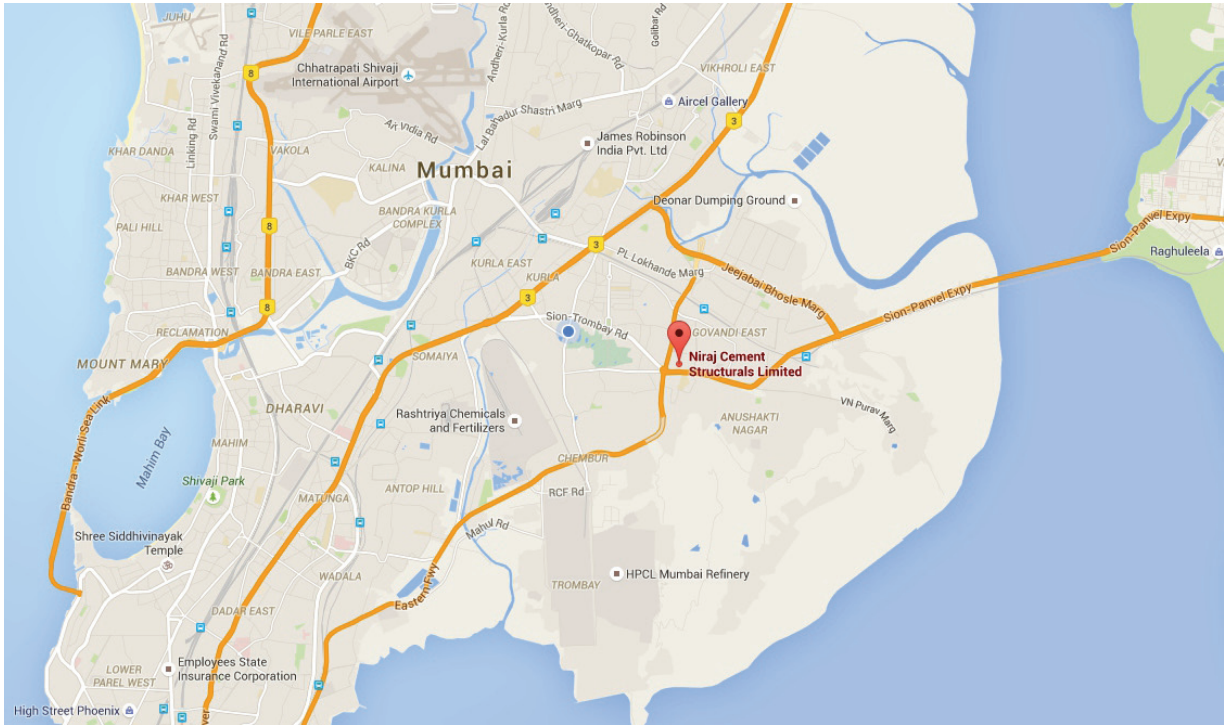 JUHU
VILE PARLE EAST
Swami Vivekanand Rd
Linking Rd
8
Chhatrapati Shivaji
International Airport
Andheri-Kurla Rd
Andheri-Ghatkopar Rd
Golibar Rd
VIKHROLI EAST
Lal Bahadur Shastri Marg
Aircel Gallery
3
James Robinson
India Pvt. Ltd
KHAR DANDA
VAKOLA
KALINA
Mumbai
KHAR WEST
PALI HILL
BANDRA KURLA
COMPLEX
8
BKC Rd
Deonar Dumping Ground
BANDRA WEST
BANDRA EAST
KURLA EAST
KURLA
3
3
PL Lokhande Marg
Jeejabai Bhosle Marg
Sion-Panvel Expy
Sion-Panvel Expy
Raghuleela
8
RECLAMATION
MOUNT MARY
Sion-Trombay Rd
SOMAIYA
GOVANDI EAST
Niraj Cement
Structurals Limited
VN Purav Marg
ANUSHAKTI
NAGAR
DHARAVI
Rashtriya Chemicals
and Fertilizers
Bandra - Worli Sea Link
Mahim Bay
MAHIM
Shivaji Park
CHEMBUR
MATUNGA
ANTOP HILL
RCF Rd
Mahul Rd
Shree Siddhivinayak
Temple
WADALA
HPCL Mumbai Refinery
TROMBAY
Eastern Fwy
DADAR EAST
LOWER
PAREL WEST
Employees State
Insurance Corporation
High Street Phoenix